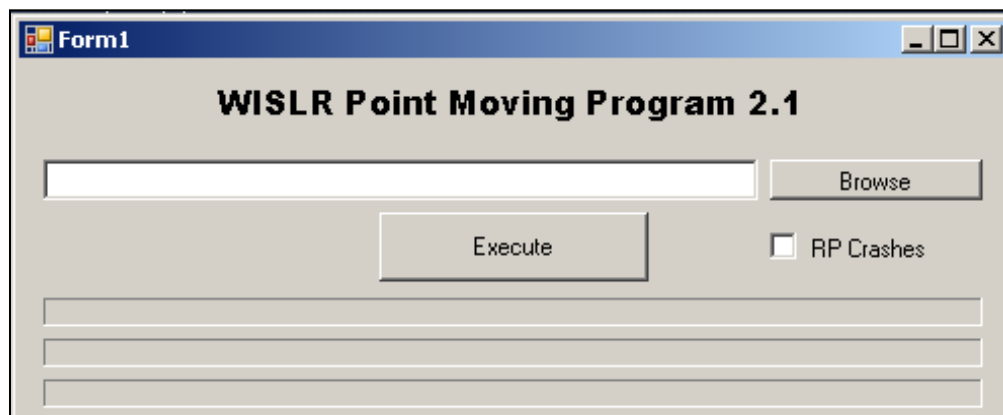 Form1
WISLR Point Moving Program 2.1
Browse
Execute
RP Crashes